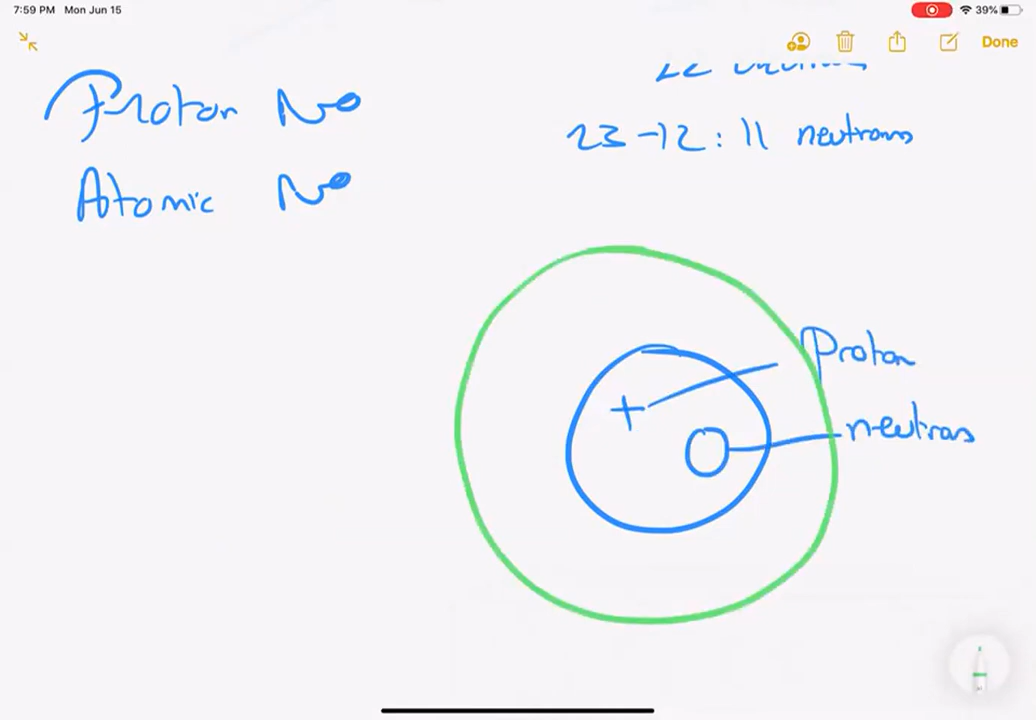 7:59 PM Mon Jun 15
39%
Done
Proton No
Atomic No
23-12: 11 neutrons
+
Proton
neutrons